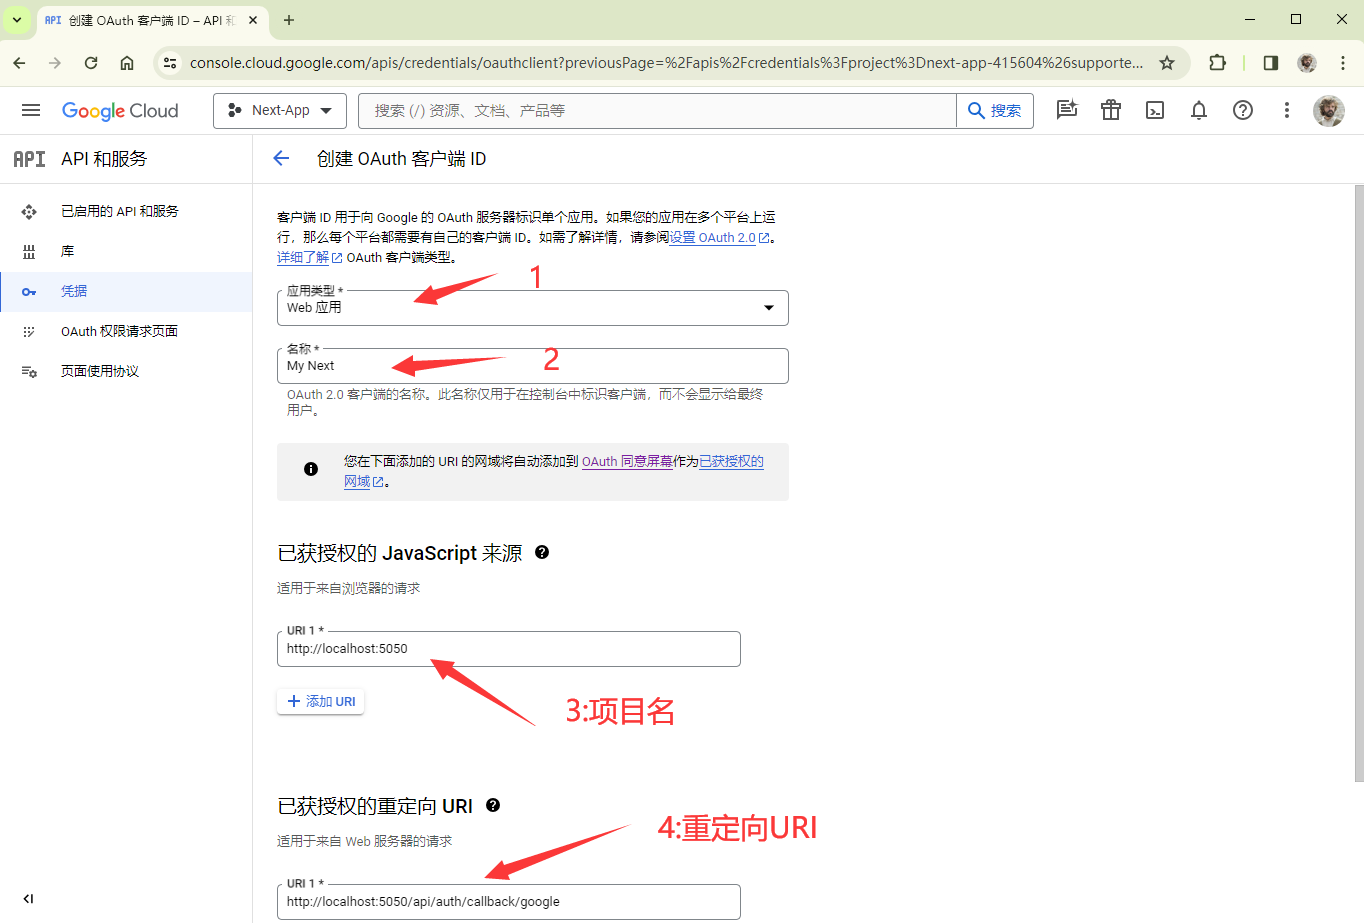 API 创建 OAuth 客户端 ID – API 和
console.cloud.google.com/apis/credentials/oauthclient?previousPage=%2Fapis%2Fcredentials%3Fproject%3Dnext-app-415604%26supporte...
Google Cloud
Next-App
搜索 (/) 资源、文档、产品等
搜索
API API 和服务
创建 OAuth 客户端 ID
已启用的 API 和服务
库
凭据
OAuth 权限请求页面
页面使用协议
客户端 ID 用于向 Google 的 OAuth 服务器标识单个应用。如果您的应用在多个平台上运
行，那么每个平台都需要有自己的客户端 ID。如需了解详情，请参阅设置 OAuth 2.0。
详细了解 OAuth 客户端类型。
1
应用类型 *
Web 应用
名称 *
My Next
2
OAuth 2.0 客户端的名称。此名称仅用于在控制台中标识客户端，而不会显示给最终
用户。
您在下面添加的 URI 的网域将自动添加到 OAuth 同意屏幕作为已获授权的
网域。
已获授权的 JavaScript 来源
适用于来自浏览器的请求
URI 1 *
http://localhost:5050
添加 URI
3:项目名
已获授权的重定向 URI
4:重定向URI
适用于来自 Web 服务器的请求
URI 1 *
http://localhost:5050/api/auth/callback/google